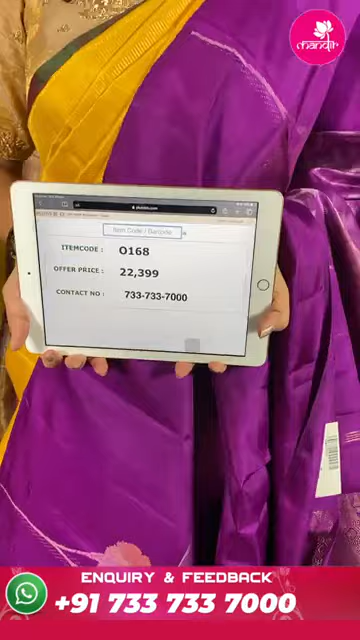 mandir
Item Code / Barcode
ITEMCODE : O168
OFFER PRICE : 22,399
CONTACT NO : 733-733-7000
ENQUIRY & FEEDBACK
+91 733 733 7000